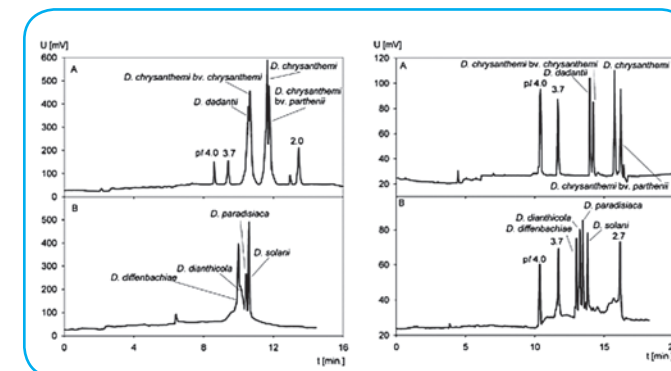 U [mV]
600
A
D. chrysanthemi
D. chrysanthemi bv. chrysanthemi
500
D. dadantii
D. chrysanthemi
bv. parthenii
400
300
pI 4.0
3.7
2.0
200
100
0
B
D. paradisiaca
500
D. solani
400
D. dianthicola
D. diffenbachiae
300
200
100
0
0
4
8
12
16
t [min.]
U [mV]
120
A
D. chrysanthemi bv. chrysanthemi
D. chrysanthemi
D. dadantii
100
pI 4.0
3.7
80
60
40
D. chrysanthemi bv. parthenii
20
B
D. paradisiaca
D. dianthicola
D. solani
D. diffenbachiae
80
3.7
2.7
pI 4.0
60
40
20
0
5
10
15
t [min.]